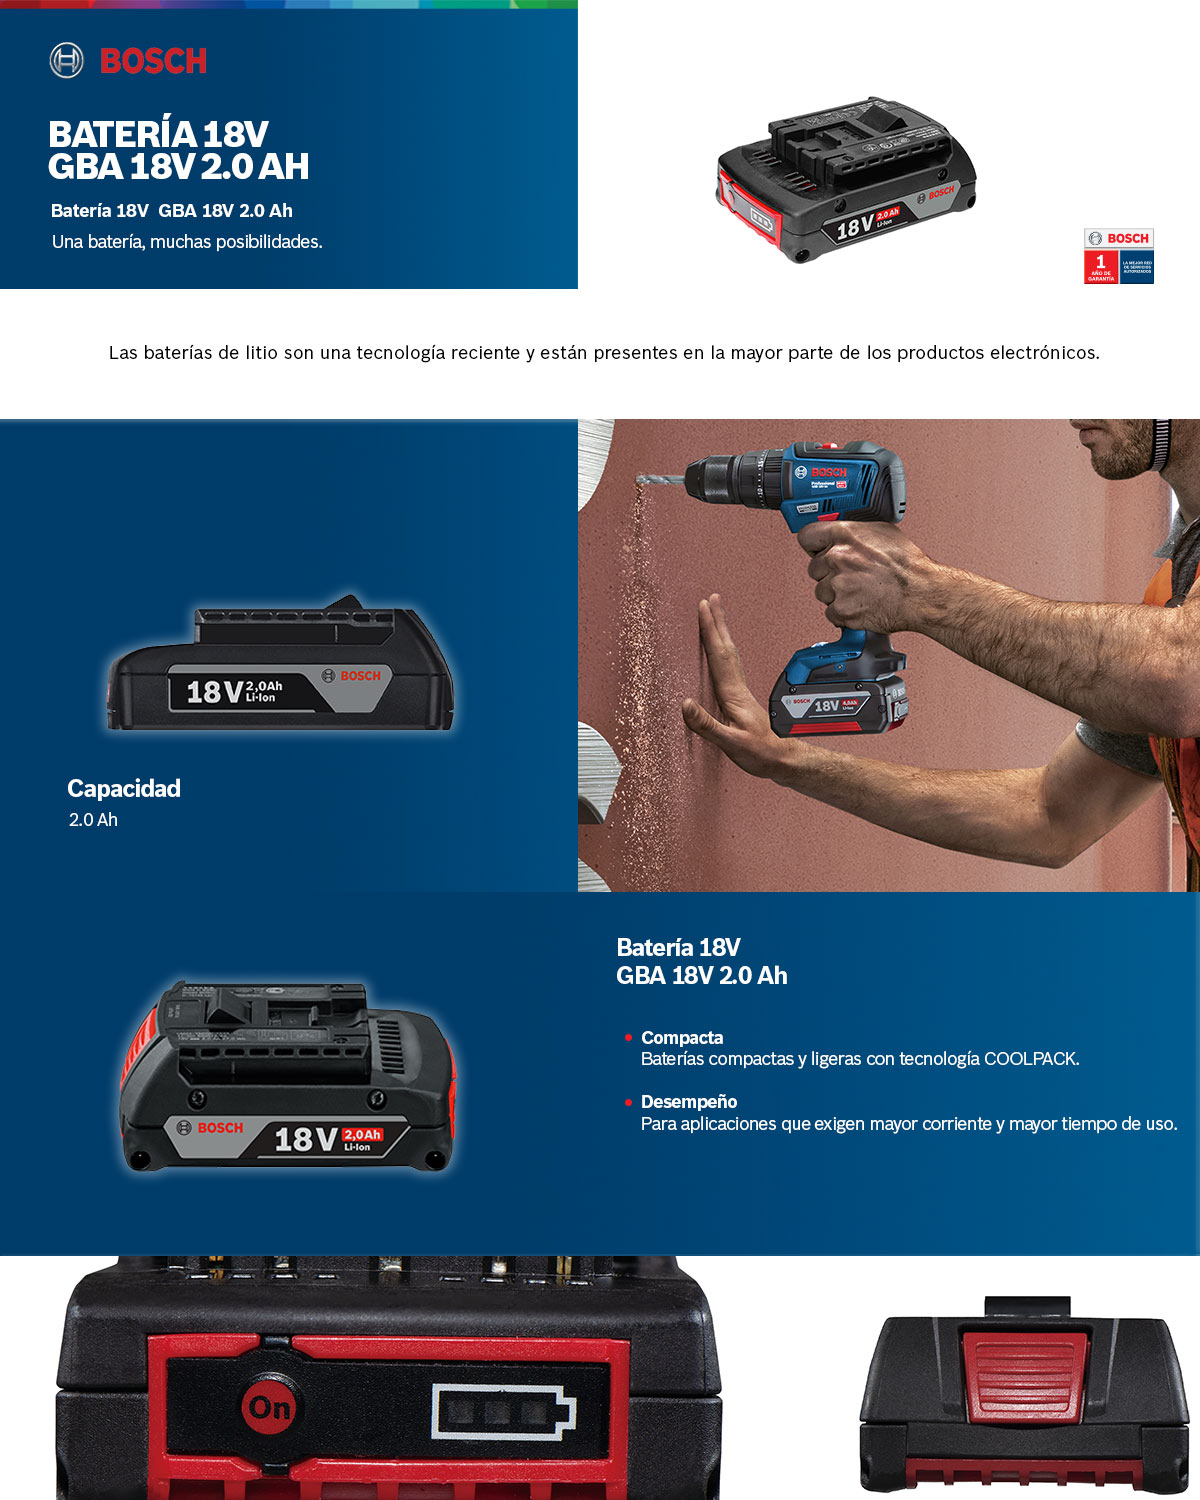 BOSCH
BATERÍA 18V
GBA 18V 2.0 AH
Batería 18V GBA 18V 2.0 Ah
Una batería, muchas posibilidades.
BOSCH
18V 2.0 Ah
Li-Ion
BOSCH
1
AÑO DE
GARANTÍA
LA MEJOR RED
DE SERVICIOS
AUTORIZADOS
Las baterías de litio son una tecnología reciente y están presentes en la mayor parte de los productos electrónicos.
BOSCH
Professional
BOSCH
18V 2,0Ah
Li-Ion
BOSCH
18V 4,0Ah
Li-Ion
BOSCH
Capacidad
2.0 Ah
Batería 18V
GBA 18V 2.0 Ah
Compacta
Baterías compactas y ligeras con tecnología COOLPACK.
Desempeño
Para aplicaciones que exigen mayor corriente y mayor tiempo de uso.
BOSCH
18V 2,0Ah
Li-Ion
On